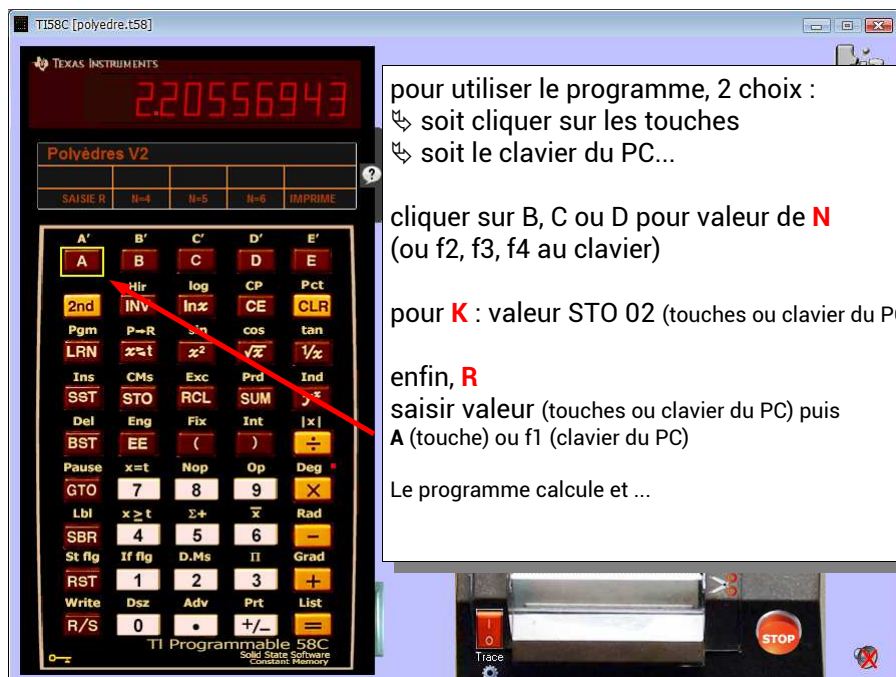 TI58C [polyedre.t58]
TEXAS INSTRUMENTS
2.20556943
Polyèdres V2
SAISIE R N=4 N=5 N=6 IMPRIME
A' B' C' D' E'
A B C D E
Hir log CP Pct
2nd INV lnx CE CLR
Pgm P→R sin cos tan
LRN x⇄t x² √x 1/x
Ins CMs Exc Prd Ind
SST STO RCL SUM yˣ
Del Eng Fix Int |x|
BST EE ( ) ÷
Pause x=t Nop Op Deg
GTO 7 8 9 ×
Lbl x≥t Σ+ x̅ Rad
SBR 4 5 6 −
St flg If flg D.Ms Π Grad
RST 1 2 3 +
Write Dsz Adv Prt List
R/S 0 • +/− =
TI Programmable 58C
Solid State Software
Constant Memory
pour utiliser le programme, 2 choix :
↳ soit cliquer sur les touches
↳ soit le clavier du PC...
cliquer sur B, C ou D pour valeur de N
(ou f2, f3, f4 au clavier)
pour K : valeur STO 02 (touches ou clavier du P
enfin, R
saisir valeur (touches ou clavier du PC) puis
A (touche) ou f1 (clavier du PC)
Le programme calcule et ...
Trace
STOP